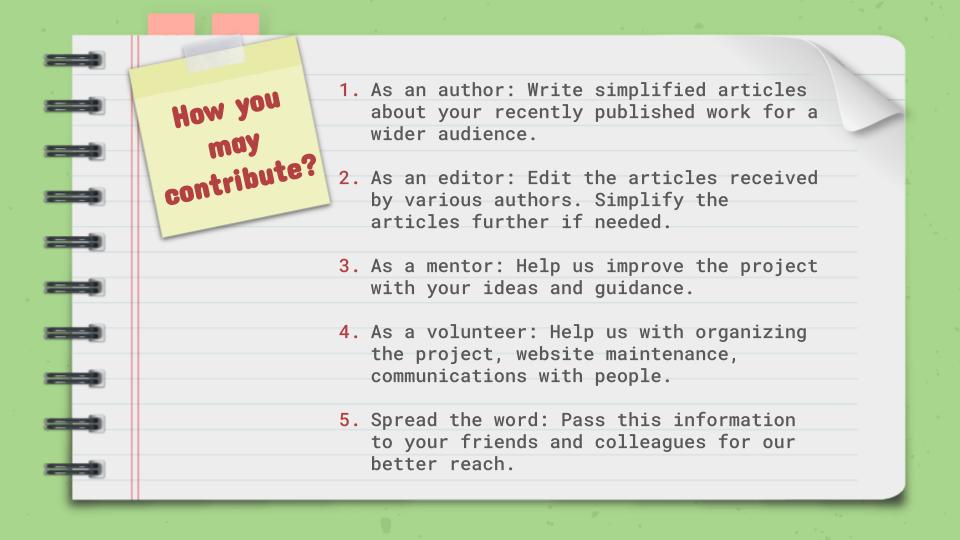 How you
may
contribute?
1. As an author: Write simplified articles
about your recently published work for a
wider audience.
2. As an editor: Edit the articles received
by various authors. Simplify the
articles further if needed.
3. As a mentor: Help us improve the project
with your ideas and guidance.
4. As a volunteer: Help us with organizing
the project, website maintenance,
communications with people.
5. Spread the word: Pass this information
to your friends and colleagues for our
better reach.